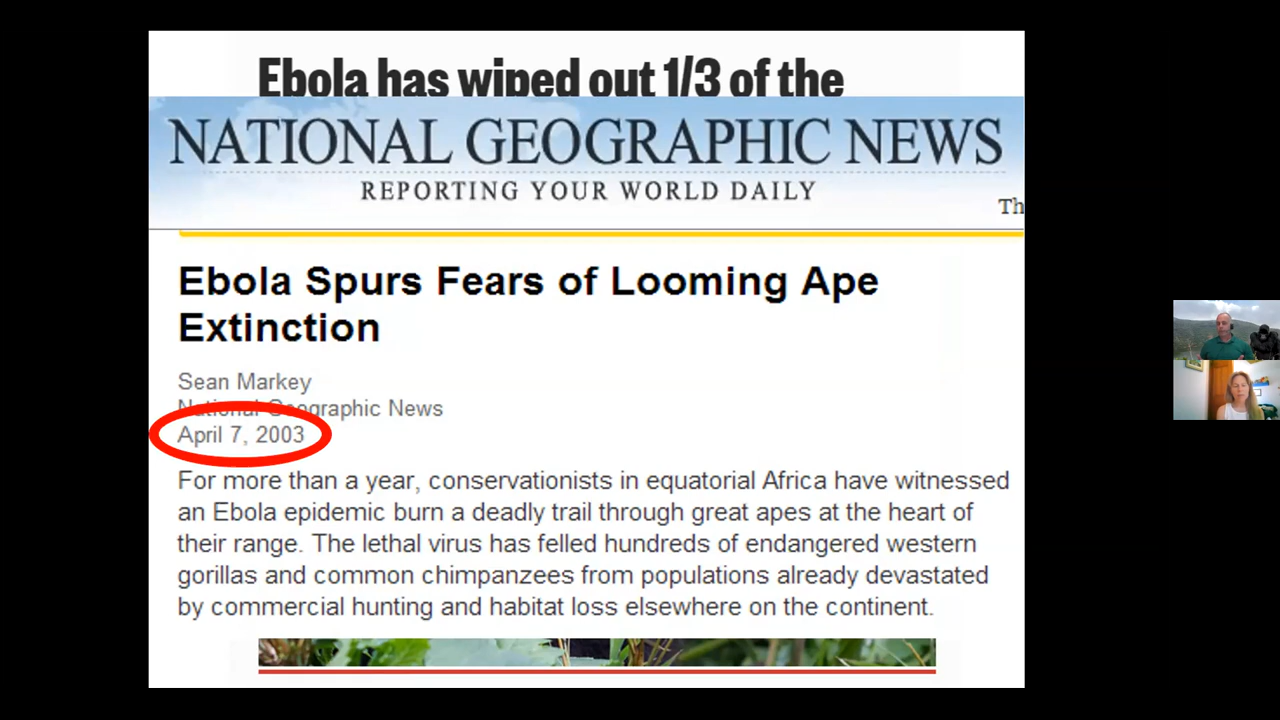 Ebola has wiped out 1/3 of the
NATIONAL GEOGRAPHIC NEWS
REPORTING YOUR WORLD DAILY
Th
Ebola Spurs Fears of Looming Ape
Extinction
Sean Markey
National Geographic News
April 7, 2003
For more than a year, conservationists in equatorial Africa have witnessed
an Ebola epidemic burn a deadly trail through great apes at the heart of
their range. The lethal virus has felled hundreds of endangered western
gorillas and common chimpanzees from populations already devastated
by commercial hunting and habitat loss elsewhere on the continent.